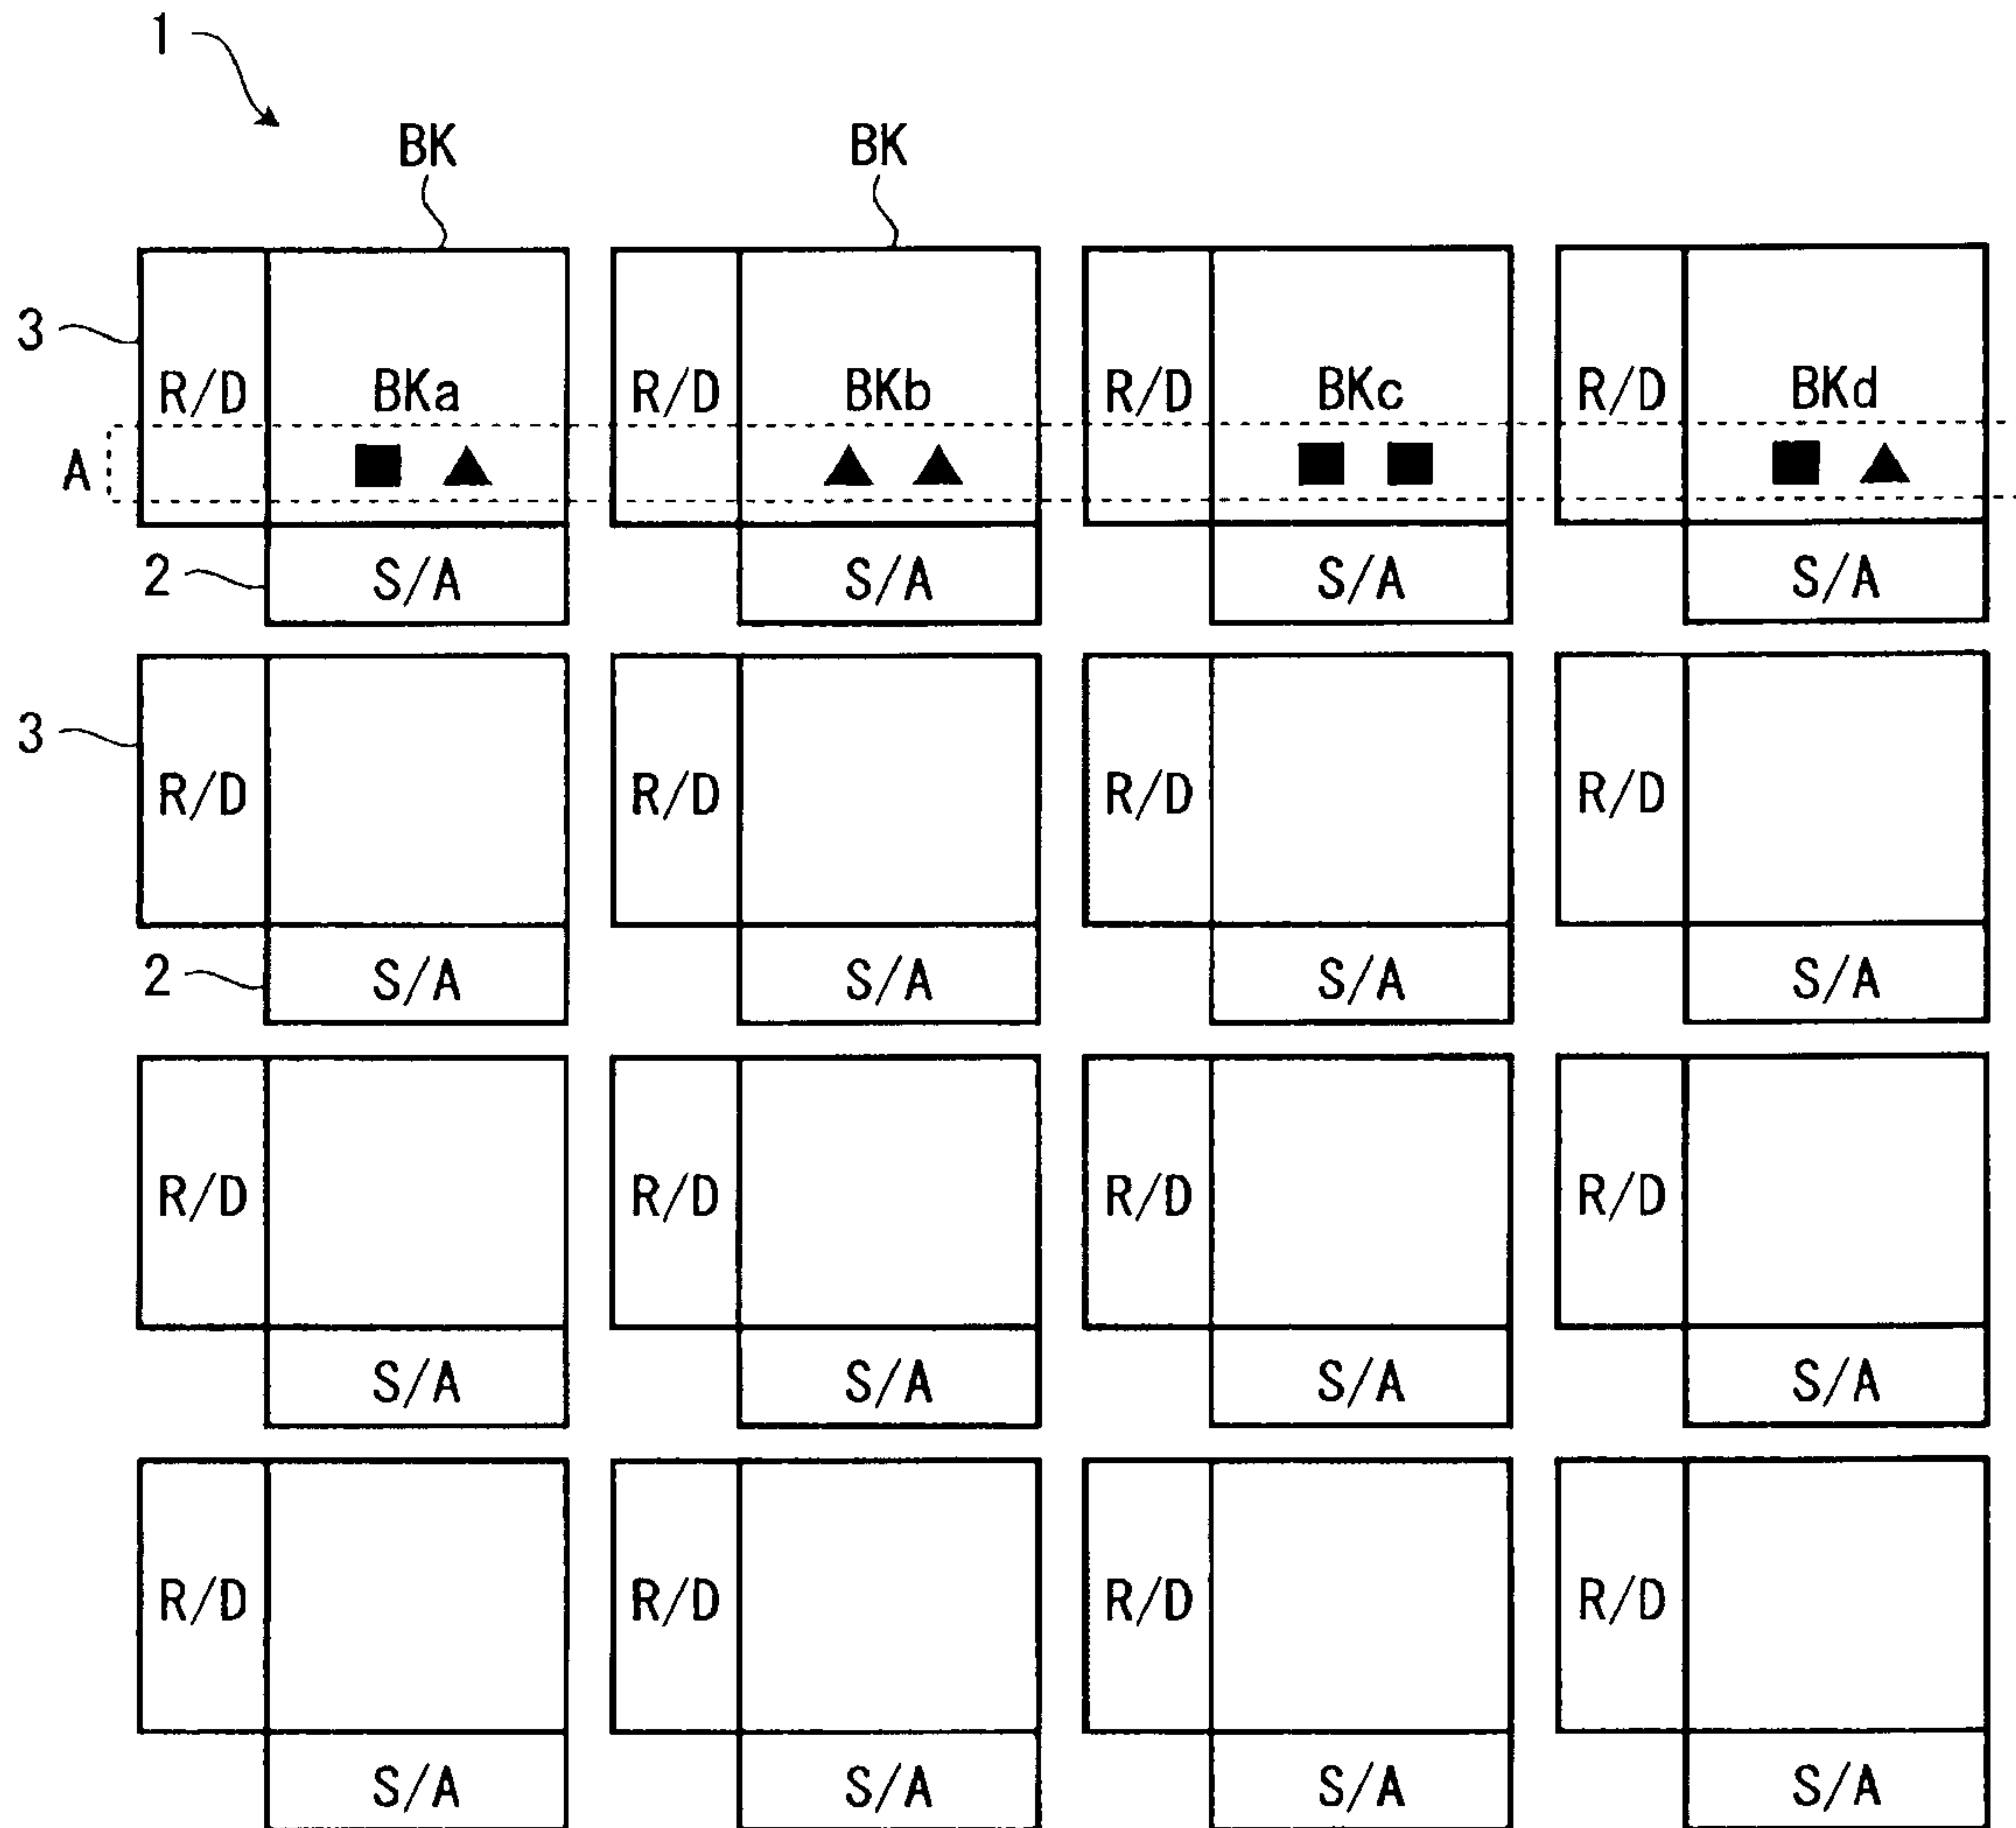 1
BK BK
3 R/D BKa R/D BKb R/D BKc R/D BKd
A
2 S/A S/A S/A S/A
3 R/D R/D R/D R/D
2 S/A S/A S/A S/A
R/D R/D R/D R/D
S/A S/A S/A S/A
R/D R/D R/D R/D
S/A S/A S/A S/A